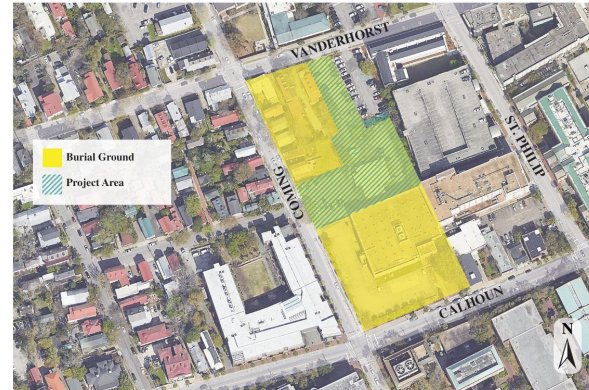 VANDERHORST
ST. PHILIP
Burial Ground
Project Area
COMING
CALHOUN
N